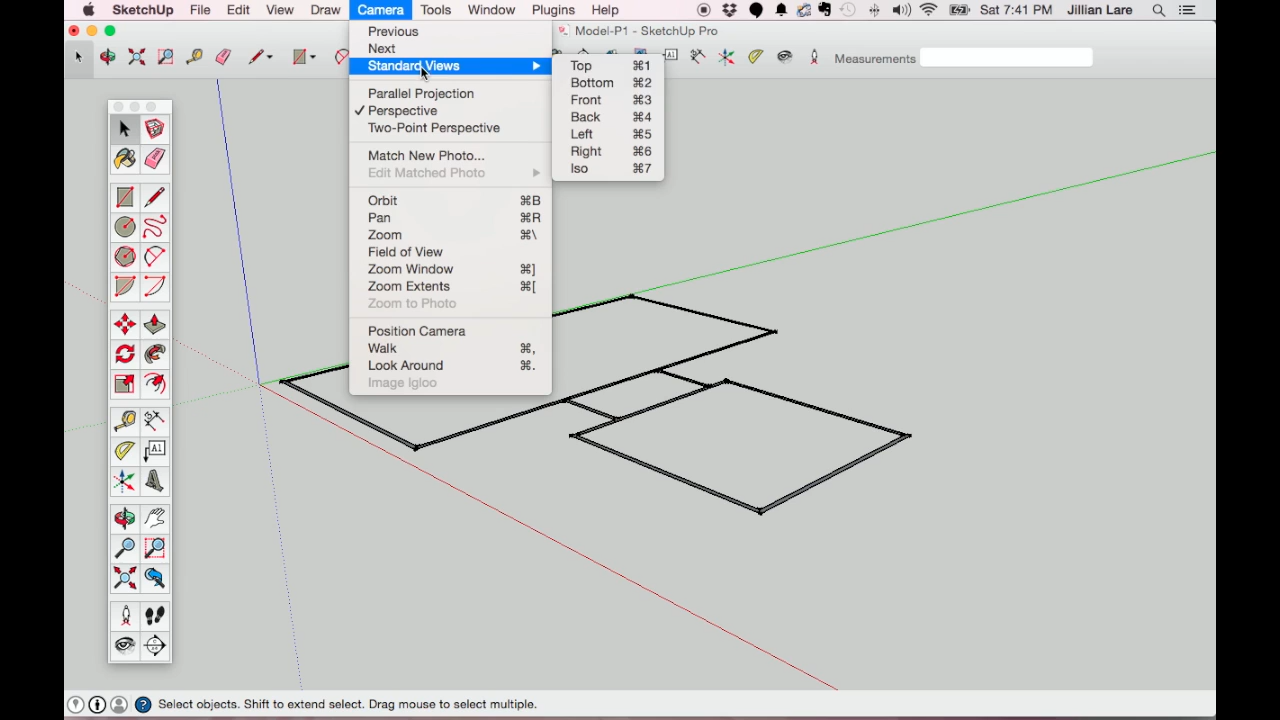 SketchUp File Edit View Draw Camera Tools Window Plugins Help Sat 7:41 PM Jillian Lare
Model-P1 - SketchUp Pro
Measurements
Previous
Next
Standard Views
Parallel Projection
✓ Perspective
Two-Point Perspective
Match New Photo...
Edit Matched Photo
Orbit ⌘B
Pan ⌘R
Zoom ⌘\
Field of View
Zoom Window ⌘]
Zoom Extents ⌘[
Zoom to Photo
Position Camera
Walk ⌘,
Look Around ⌘.
Image Igloo
Top ⌘1
Bottom ⌘2
Front ⌘3
Back ⌘4
Left ⌘5
Right ⌘6
Iso ⌘7
A1
A1
Select objects. Shift to extend select. Drag mouse to select multiple.